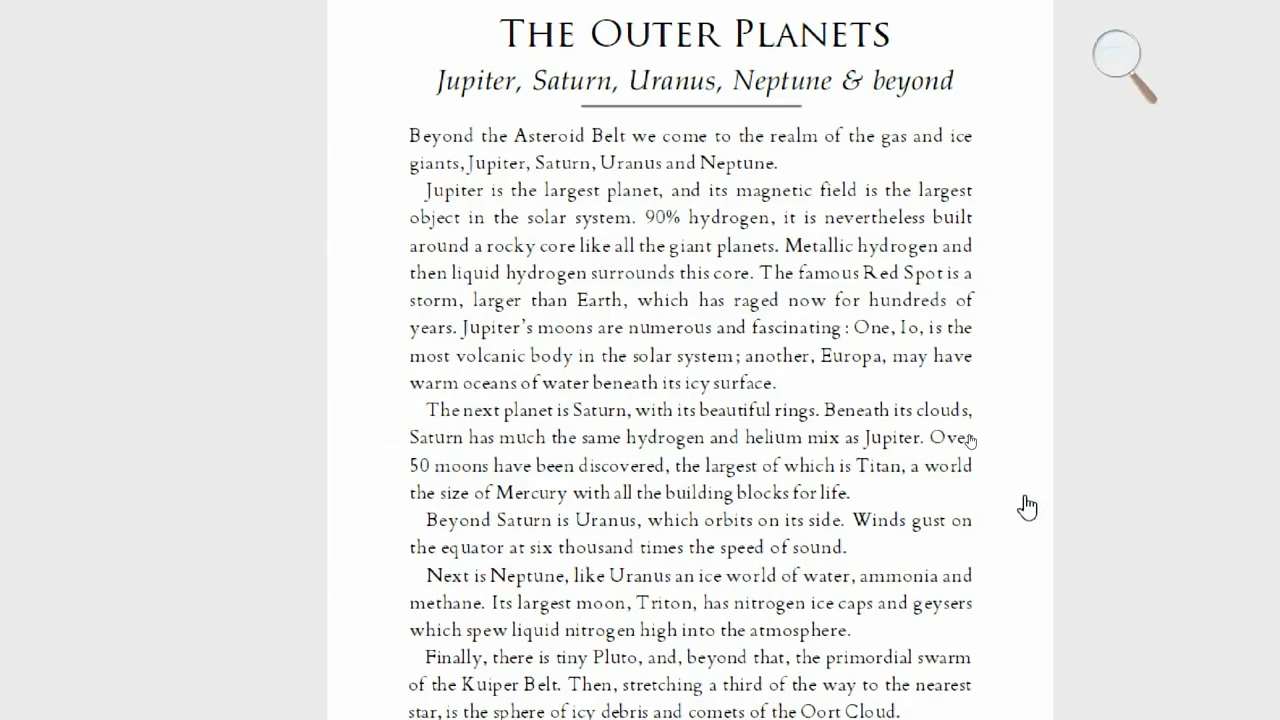 THE OUTER PLANETS
Jupiter, Saturn, Uranus, Neptune & beyond
Beyond the Asteroid Belt we come to the realm of the gas and ice
giants, Jupiter, Saturn, Uranus and Neptune.
Jupiter is the largest planet, and its magnetic field is the largest
object in the solar system. 90% hydrogen, it is nevertheless built
around a rocky core like all the giant planets. Metallic hydrogen and
then liquid hydrogen surrounds this core. The famous Red Spot is a
storm, larger than Earth, which has raged now for hundreds of
years. Jupiter's moons are numerous and fascinating : One, Io, is the
most volcanic body in the solar system; another, Europa, may have
warm oceans of water beneath its icy surface.
The next planet is Saturn, with its beautiful rings. Beneath its clouds,
Saturn has much the same hydrogen and helium mix as Jupiter. Over
50 moons have been discovered, the largest of which is Titan, a world
the size of Mercury with all the building blocks for life.
Beyond Saturn is Uranus, which orbits on its side. Winds gust on
the equator at six thousand times the speed of sound.
Next is Neptune, like Uranus an ice world of water, ammonia and
methane. Its largest moon, Triton, has nitrogen ice caps and geysers
which spew liquid nitrogen high into the atmosphere.
Finally, there is tiny Pluto, and, beyond that, the primordial swarm
of the Kuiper Belt. Then, stretching a third of the way to the nearest
star, is the sphere of icy debris and comets of the Oort Cloud.